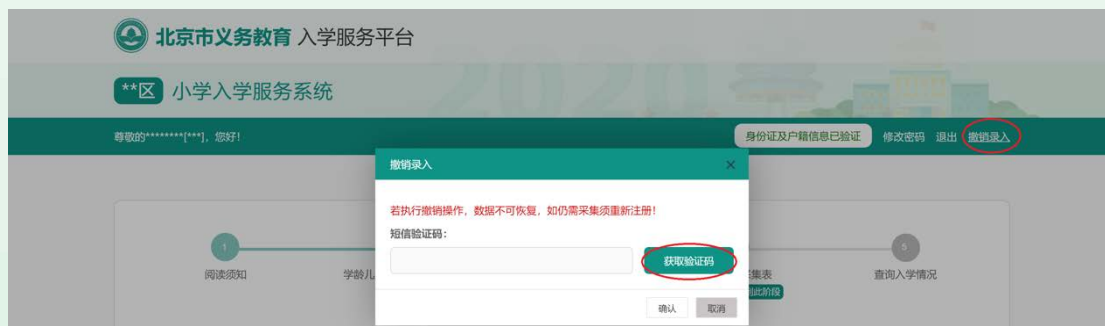 北京市义务教育 入学服务平台
2020
**区 小学入学服务系统
尊敬的********[***]，您好！ 身份证及户籍信息已验证 修改密码 退出 撤销录入
撤销录入 ×
若执行撤销操作，数据不可恢复，如仍需采集须重新注册！
短信验证码：
获取验证码
1 5
阅读须知 学龄儿 集表 查询入学情况
此阶段
确认 取消